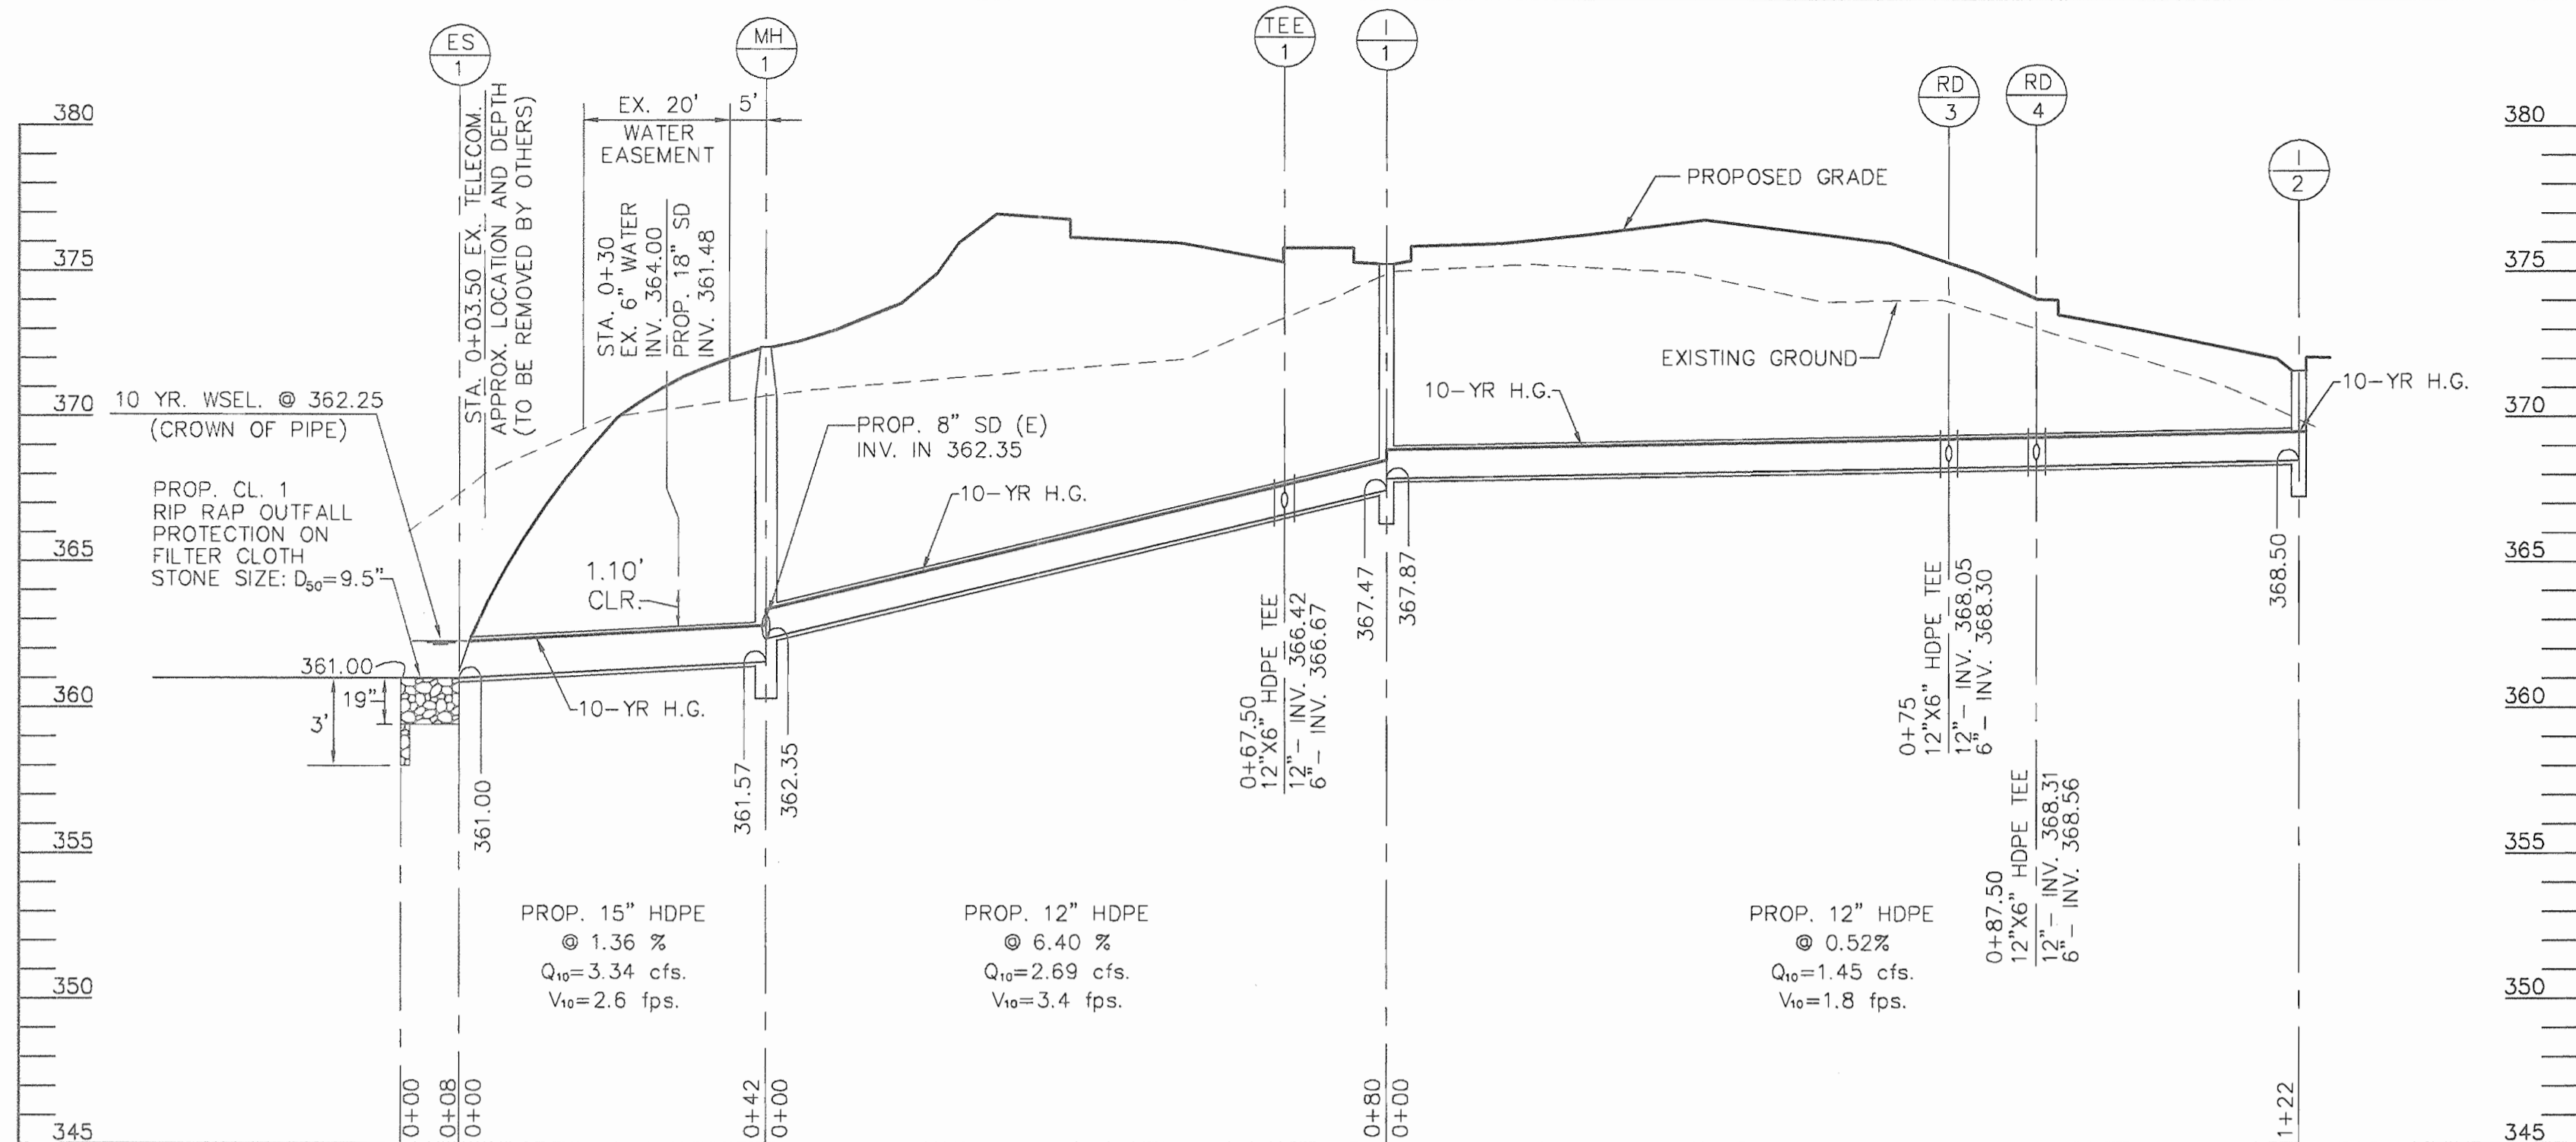 ES
1
MH
1
TEE
1
I
1
RD
3
RD
4
I
2
380
375
370
365
360
355
350
345
380
375
370
365
360
355
350
345
STA. 0+03.50 EX. TELECOM.
APPROX. LOCATION AND DEPTH
(TO BE REMOVED BY OTHERS)
EX. 20'
WATER
EASEMENT
5'
STA. 0+30
EX. 6" WATER
INV. 364.00
PROP. 18" SD
INV. 361.48
10 YR. WSEL. @ 362.25
(CROWN OF PIPE)
PROP. CL. 1
RIP RAP OUTFALL
PROTECTION ON
FILTER CLOTH
STONE SIZE: D50=9.5"
361.00
19"
3'
1.10'
CLR.
10-YR H.G.
PROP. 8" SD (E)
INV. IN 362.35
10-YR H.G.
PROPOSED GRADE
EXISTING GROUND
10-YR H.G.
10-YR H.G.
361.00
361.57
362.35
0+67.50
12"X6" HDPE TEE
12"- INV. 366.42
6"- INV. 366.67
367.47
367.87
0+75
12"X6" HDPE TEE
12"- INV. 368.05
6"- INV. 368.30
0+87.50
12"X6" HDPE TEE
12"- INV. 368.31
6"- INV. 368.56
368.50
PROP. 15" HDPE
@ 1.36 %
Q10=3.34 cfs.
V10=2.6 fps.
PROP. 12" HDPE
@ 6.40 %
Q10=2.69 cfs.
V10=3.4 fps.
PROP. 12" HDPE
@ 0.52%
Q10=1.45 cfs.
V10=1.8 fps.
0+00
0+08
0+00
0+42
0+00
0+80
0+00
1+22